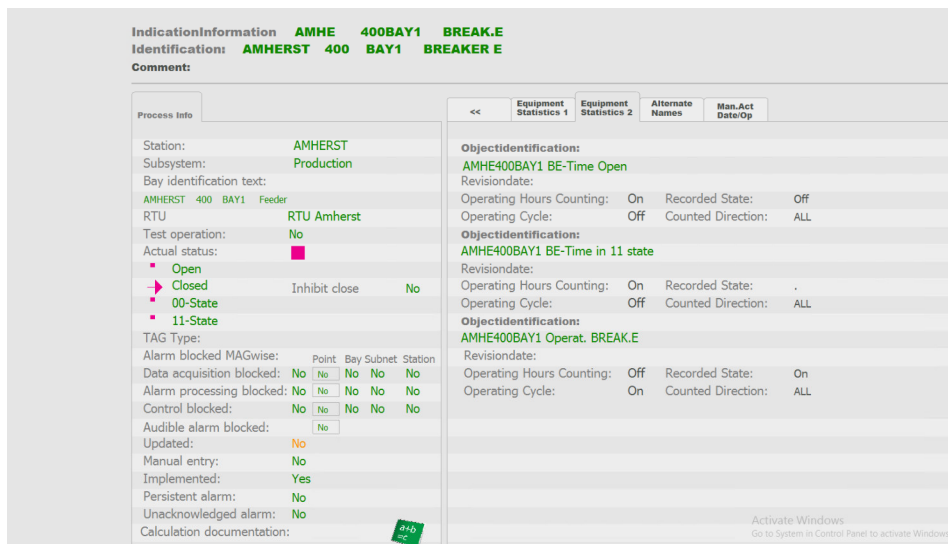 IndicationInformation AMHE 400BAY1 BREAK.E
Identification: AMHERST 400 BAY1 BREAKER E
Comment:
Process Info
<< Equipment Statistics 1 Equipment Statistics 2 Alternate Names Man.Act Date/Op
Station: AMHERST
Subsystem: Production
Bay identification text:
AMHERST 400 BAY1 Feeder
RTU RTU Amherst
Test operation: No
Actual status:
Open
Closed Inhibit close No
00-State
11-State
TAG Type:
Alarm blocked MAGwise: Point Bay Subnet Station
Data acquisition blocked: No No No No No
Alarm processing blocked: No No No No No
Control blocked: No No No No No
Audible alarm blocked: No
Updated: No
Manual entry: No
Implemented: Yes
Persistent alarm: No
Unacknowledged alarm: No
Calculation documentation: a+b =c
Objectidentification:
AMHE400BAY1 BE-Time Open
Revisiondate:
Operating Hours Counting: On Recorded State: Off
Operating Cycle: Off Counted Direction: ALL
Objectidentification:
AMHE400BAY1 BE-Time in 11 state
Revisiondate:
Operating Hours Counting: On Recorded State: .
Operating Cycle: Off Counted Direction: ALL
Objectidentification:
AMHE400BAY1 Operat. BREAK.E
Revisiondate:
Operating Hours Counting: Off Recorded State: On
Operating Cycle: On Counted Direction: ALL
Activate Windows
Go to System in Control Panel to activate Windows